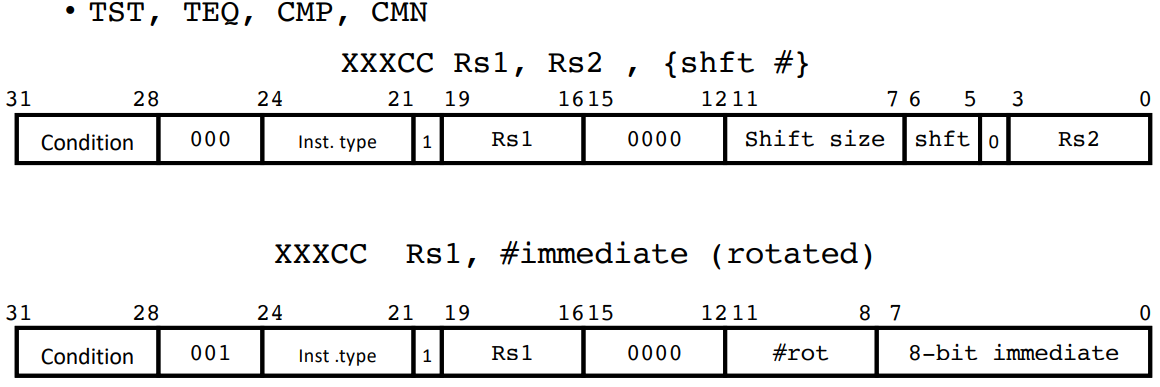 • TST, TEQ, CMP, CMN
XXXCC Rs1, Rs2 , {shft #}
31 28 24 21 19 16 15 12 11 7 6 5 3 0
Condition 000 Inst. type 1 Rs1 0000 Shift size shft 0 Rs2
XXXCC Rs1, #immediate (rotated)
31 28 24 21 19 16 15 12 11 8 7 0
Condition 001 Inst .type 1 Rs1 0000 #rot 8-bit immediate